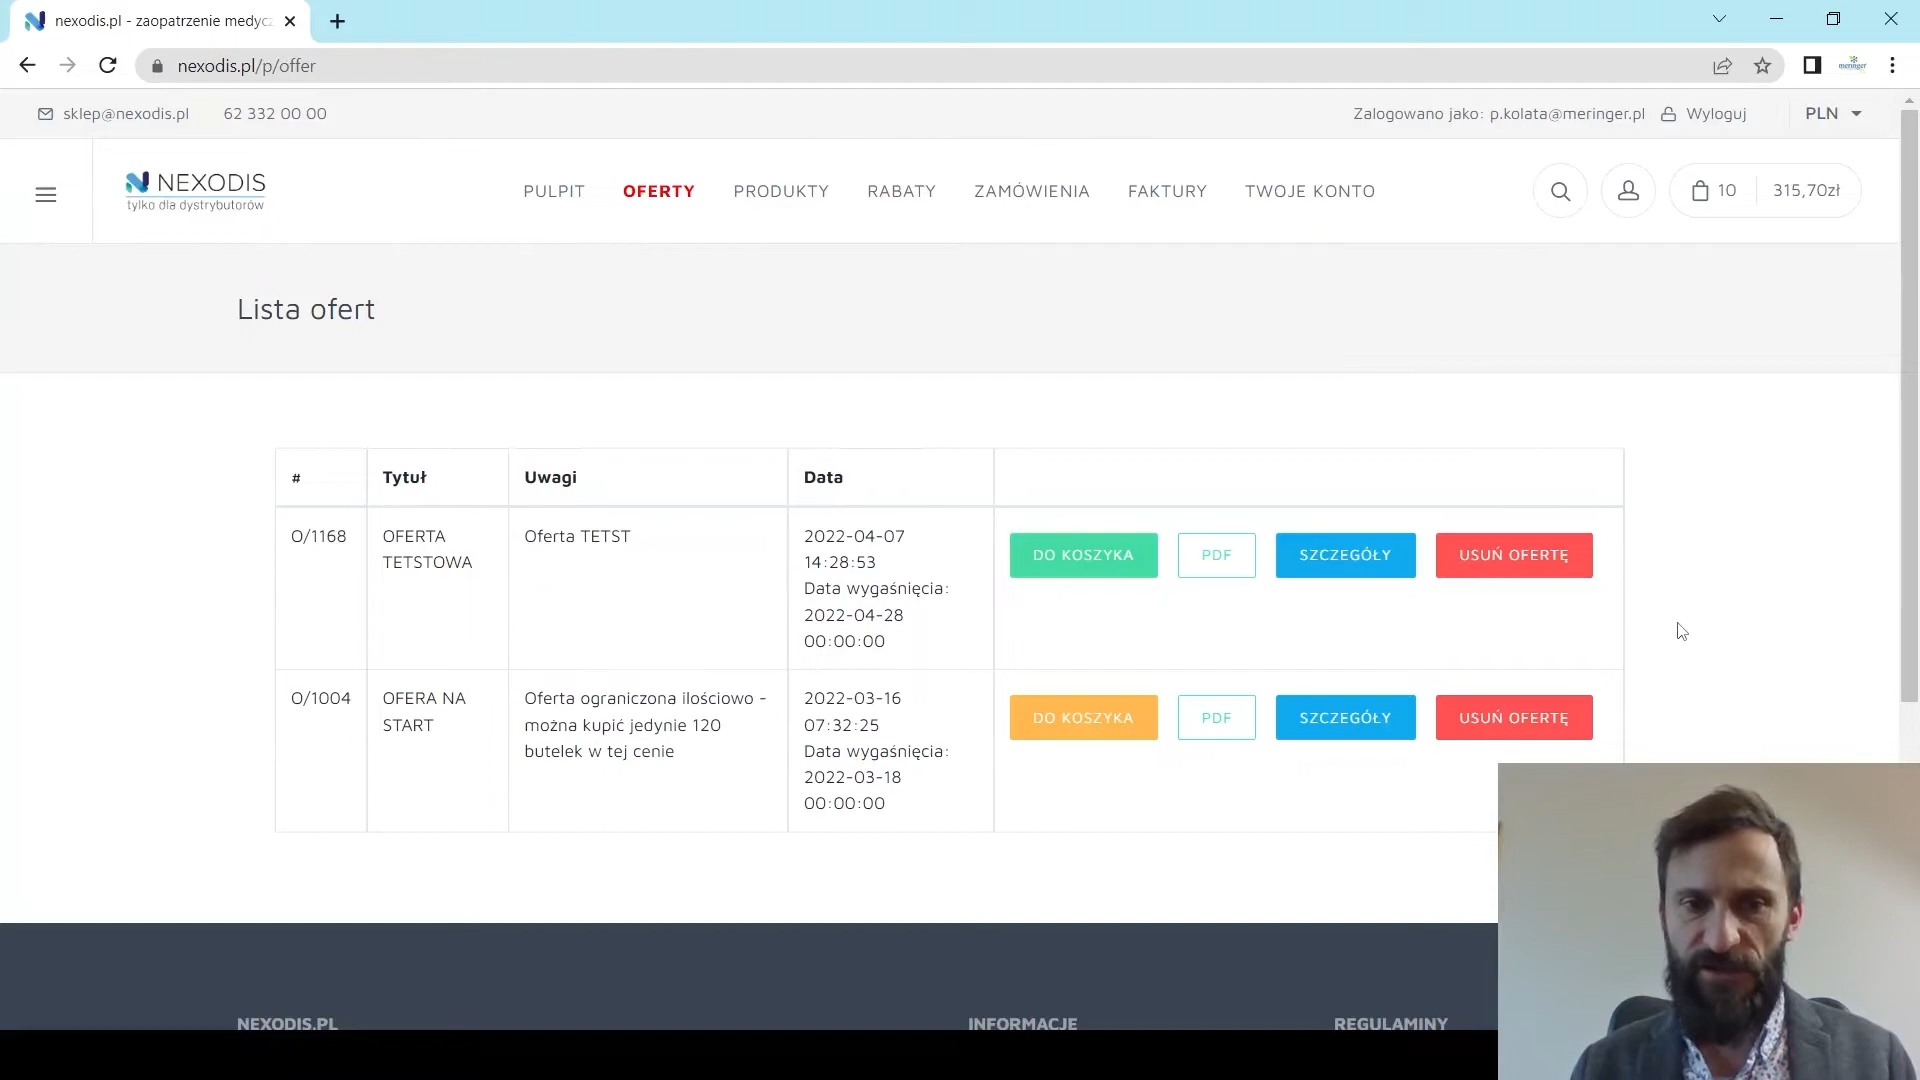 nexodis.pl - zaopatrzenie medycz
nexodis.pl/p/offer
meringer
sklep@nexodis.pl 62 332 00 00 Zalogowano jako: p.kolata@meringer.pl Wyloguj PLN
NEXODIS
tylko dla dystrybutorów
PULPIT OFERTY PRODUKTY RABATY ZAMÓWIENIA FAKTURY TWOJE KONTO 10 315,70zł
Lista ofert
# Tytuł Uwagi Data
O/1168 OFERTA Oferta TETST 2022-04-07
TETSTOWA 14:28:53
Data wygaśnięcia:
2022-04-28
00:00:00
DO KOSZYKA PDF SZCZEGÓŁY USUŃ OFERTĘ
O/1004 OFERA NA Oferta ograniczona ilościowo - 2022-03-16
START można kupić jedynie 120 07:32:25
butelek w tej cenie Data wygaśnięcia:
2022-03-18
00:00:00
DO KOSZYKA PDF SZCZEGÓŁY USUŃ OFERTĘ
NEXODIS.PL INFORMACJE REGULAMINY